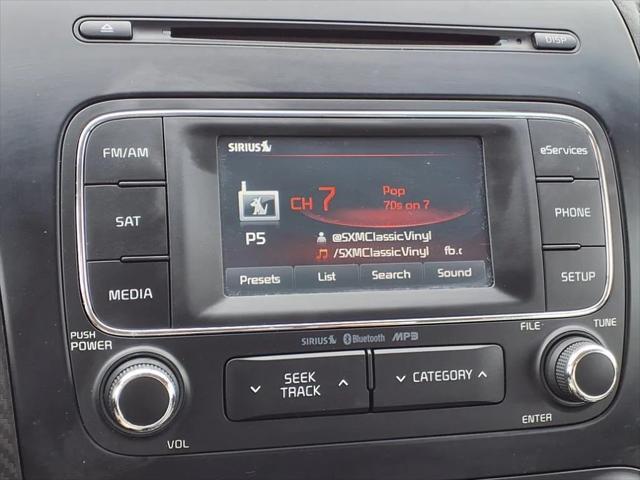 DISP
FM/AM
SAT
MEDIA
SIRIUS
CH 7
Pop
70s on 7
P5
@SXMClassicVinyl
/SXMClassicVinyl fb.c
Presets List Search Sound
eServices
PHONE
SETUP
SIRIUS Bluetooth MP3
PUSH
POWER
VOL
SEEK
TRACK
CATEGORY
FILE
TUNE
ENTER